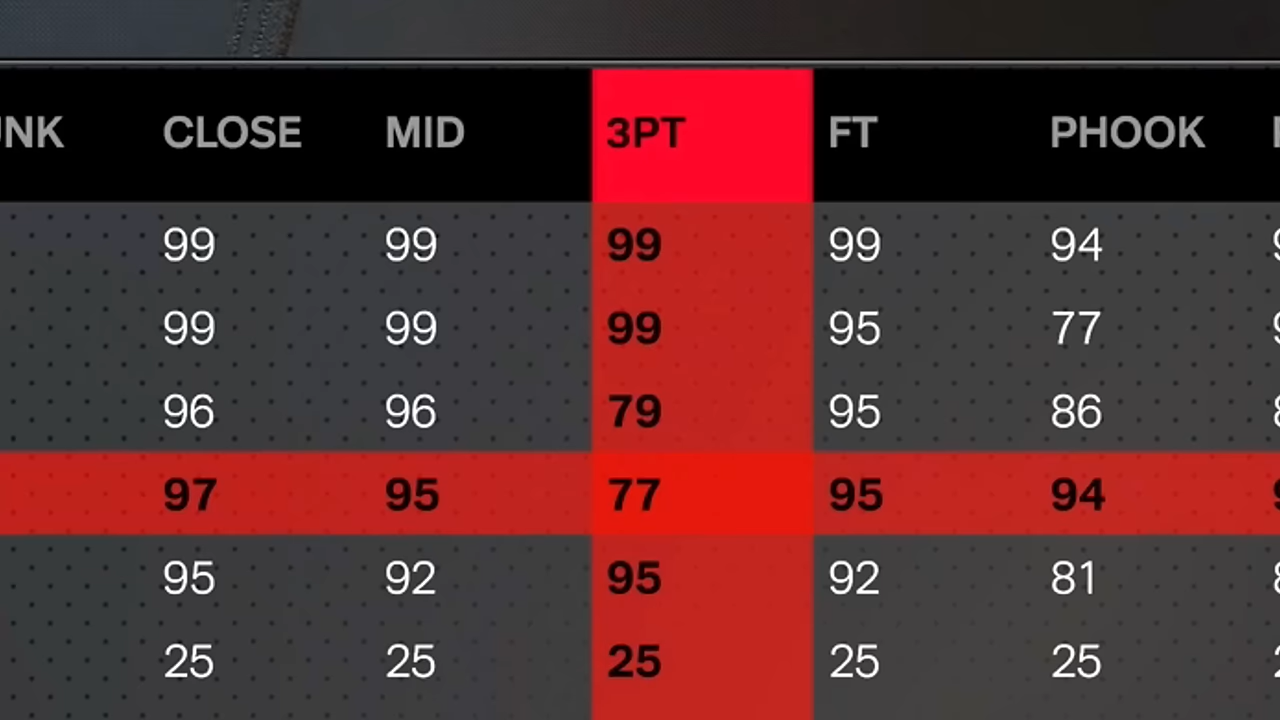 CLOSE MID 3PT FT PHOOK
99 99 99 99 94
99 99 99 95 77
96 96 79 95 86
97 95 77 95 94
95 92 95 92 81
25 25 25 25 25